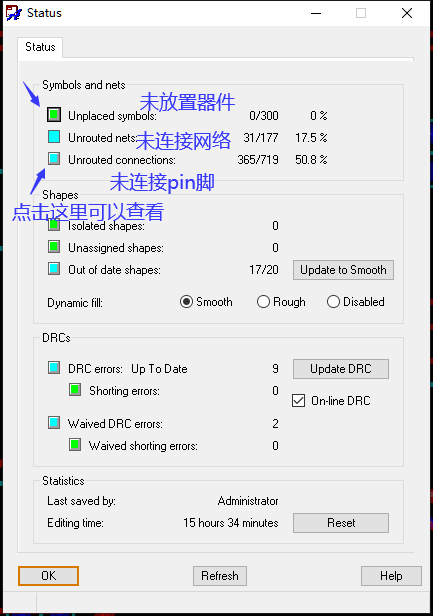 Status
Status
Symbols and nets
Unplaced symbols: 未放置器件 0/300 0 %
Unrouted nets: 未连接网络 31/177 17.5 %
Unrouted connections: 365/719 50.8 %
未连接pin脚
Shapes
点击这里可以查看
Isolated shapes: 0
Unassigned shapes: 0
Out of date shapes: 17/20 Update to Smooth
Dynamic fill: Smooth Rough Disabled
DRCs
DRC errors: Up To Date 9 Update DRC
Shorting errors: 0 On-line DRC
Waived DRC errors: 2
Waived shorting errors: 0
Statistics
Last saved by: Administrator
Editing time: 15 hours 34 minutes Reset
OK Refresh Help